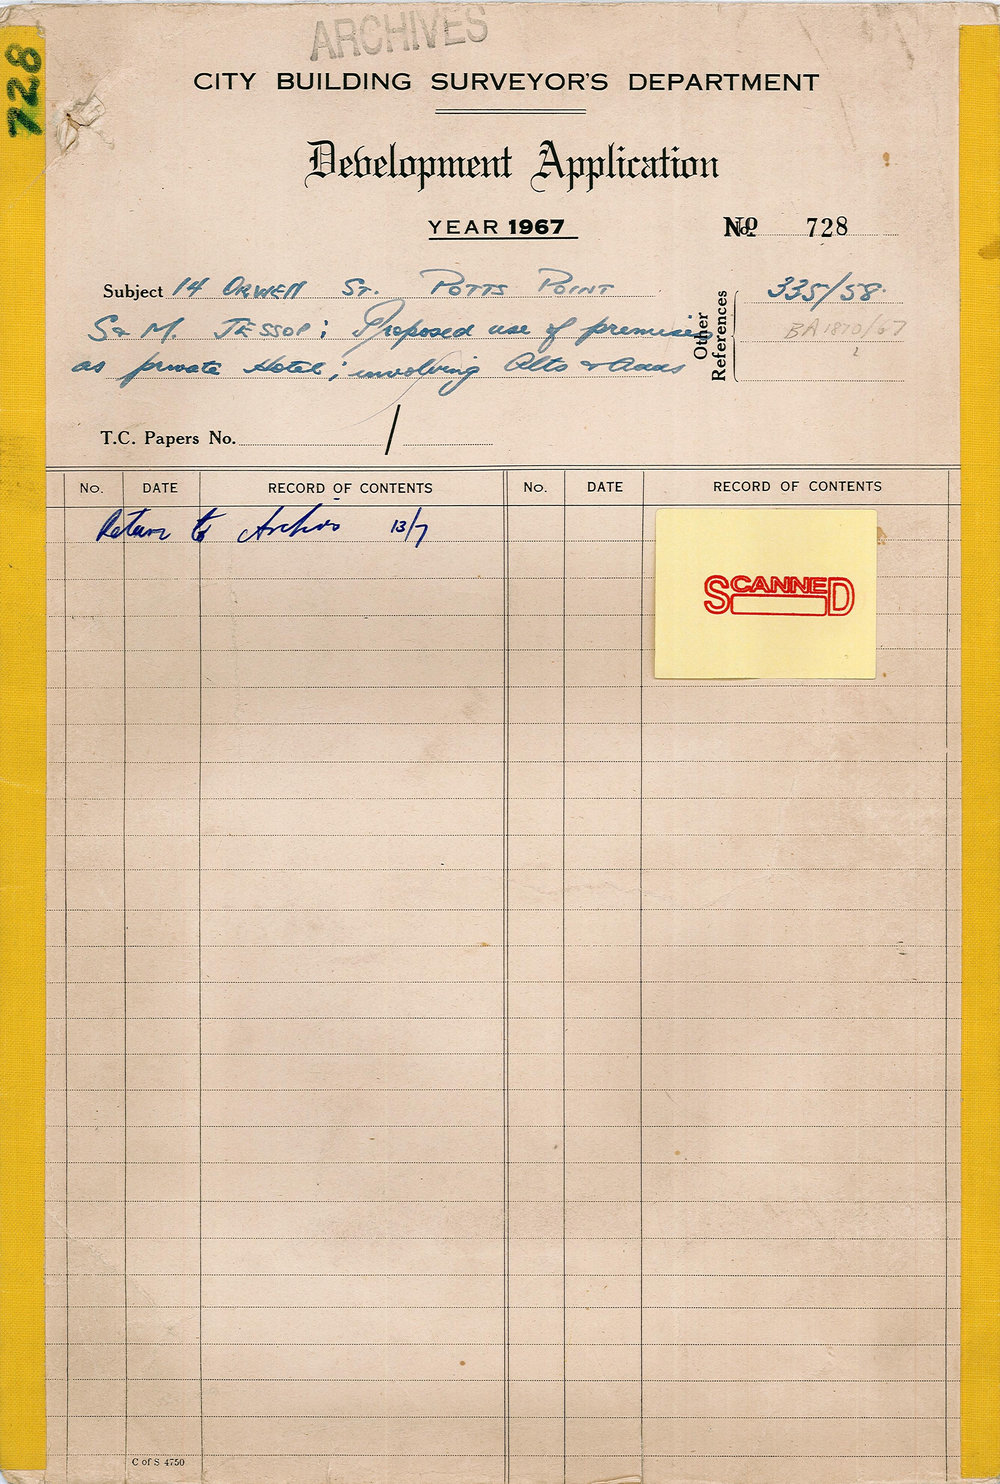 ARCHIVES
728
CITY BUILDING SURVEYOR'S DEPARTMENT
Development Application
YEAR 1967
No 728
Subject 14 ORWELL ST. POTTS POINT
S & M. JESSOP; Proposed use of premises
as private Hotel; involving Alts & Adds
Other References
335/58.
BA 1870/67
T.C. Papers No. /
No. DATE RECORD OF CONTENTS No. DATE RECORD OF CONTENTS
Return to Archives 13/7
SCANNED
C of S 4750